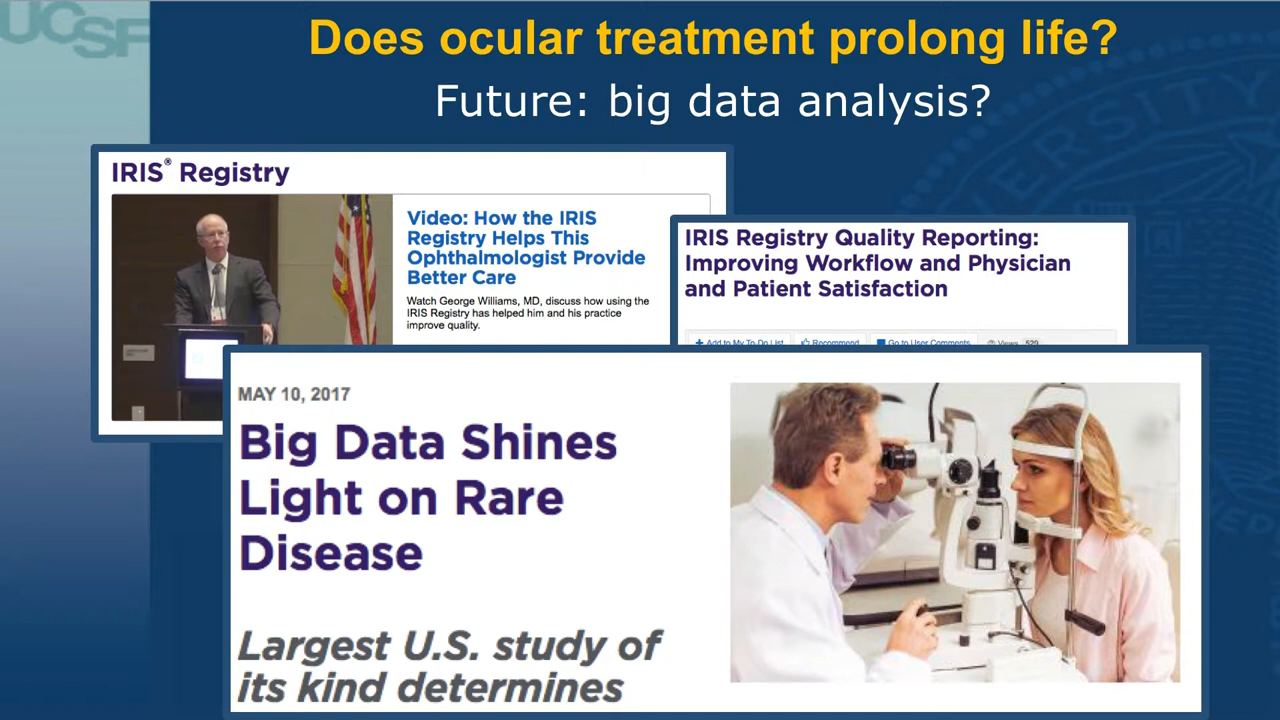 UCSF
Does ocular treatment prolong life?
Future: big data analysis?
IRIS® Registry
Video: How the IRIS
Registry Helps This
Ophthalmologist Provide
Better Care
Watch George Williams, MD, discuss how using the
IRIS Registry has helped him and his practice
improve quality.
IRIS Registry Quality Reporting:
Improving Workflow and Physician
and Patient Satisfaction
Add to My To-Do List
Recommend
Go to User Comments
Views 529
MAY 10, 2017
Big Data Shines
Light on Rare
Disease
Largest U.S. study of
its kind determines